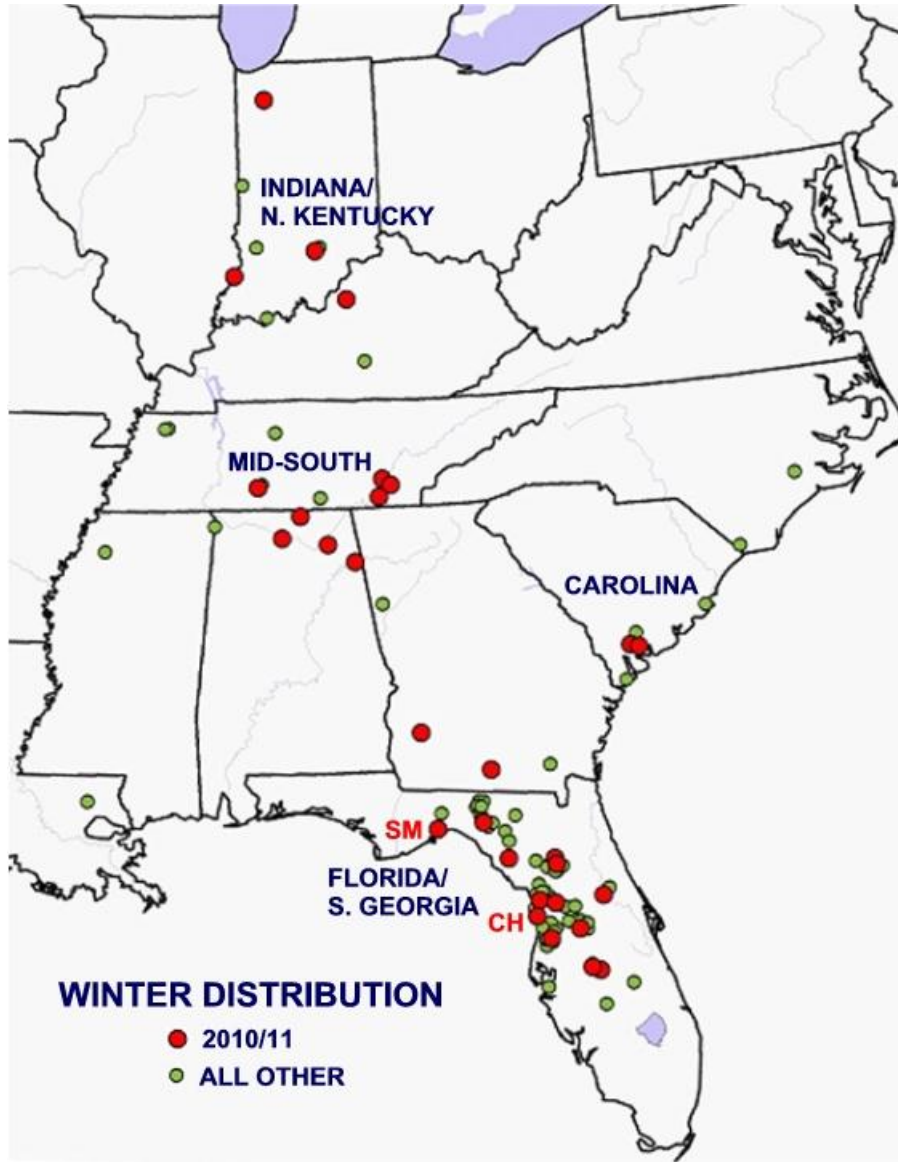 INDIANA/
N. KENTUCKY
MID-SOUTH
CAROLINA
SM
FLORIDA/
S. GEORGIA
CH
WINTER DISTRIBUTION
2010/11
ALL OTHER